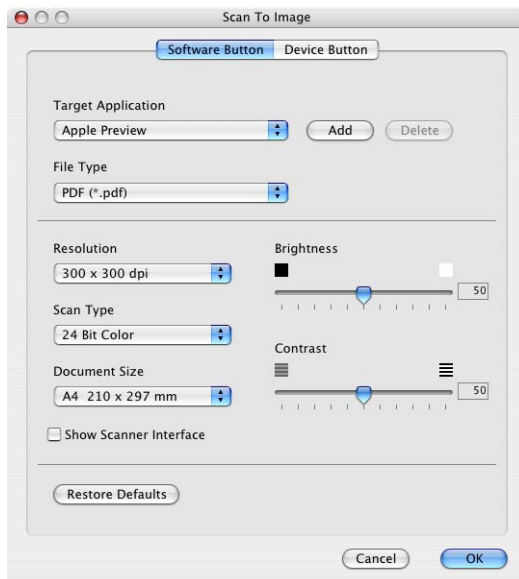 Scan To Image
Software Button Device Button
Target Application
Apple Preview Add Delete
File Type
PDF (*.pdf)
Resolution
300 x 300 dpi
Scan Type
24 Bit Color
Document Size
A4 210 x 297 mm
Show Scanner Interface
Brightness
50
Contrast
50
Restore Defaults
Cancel OK